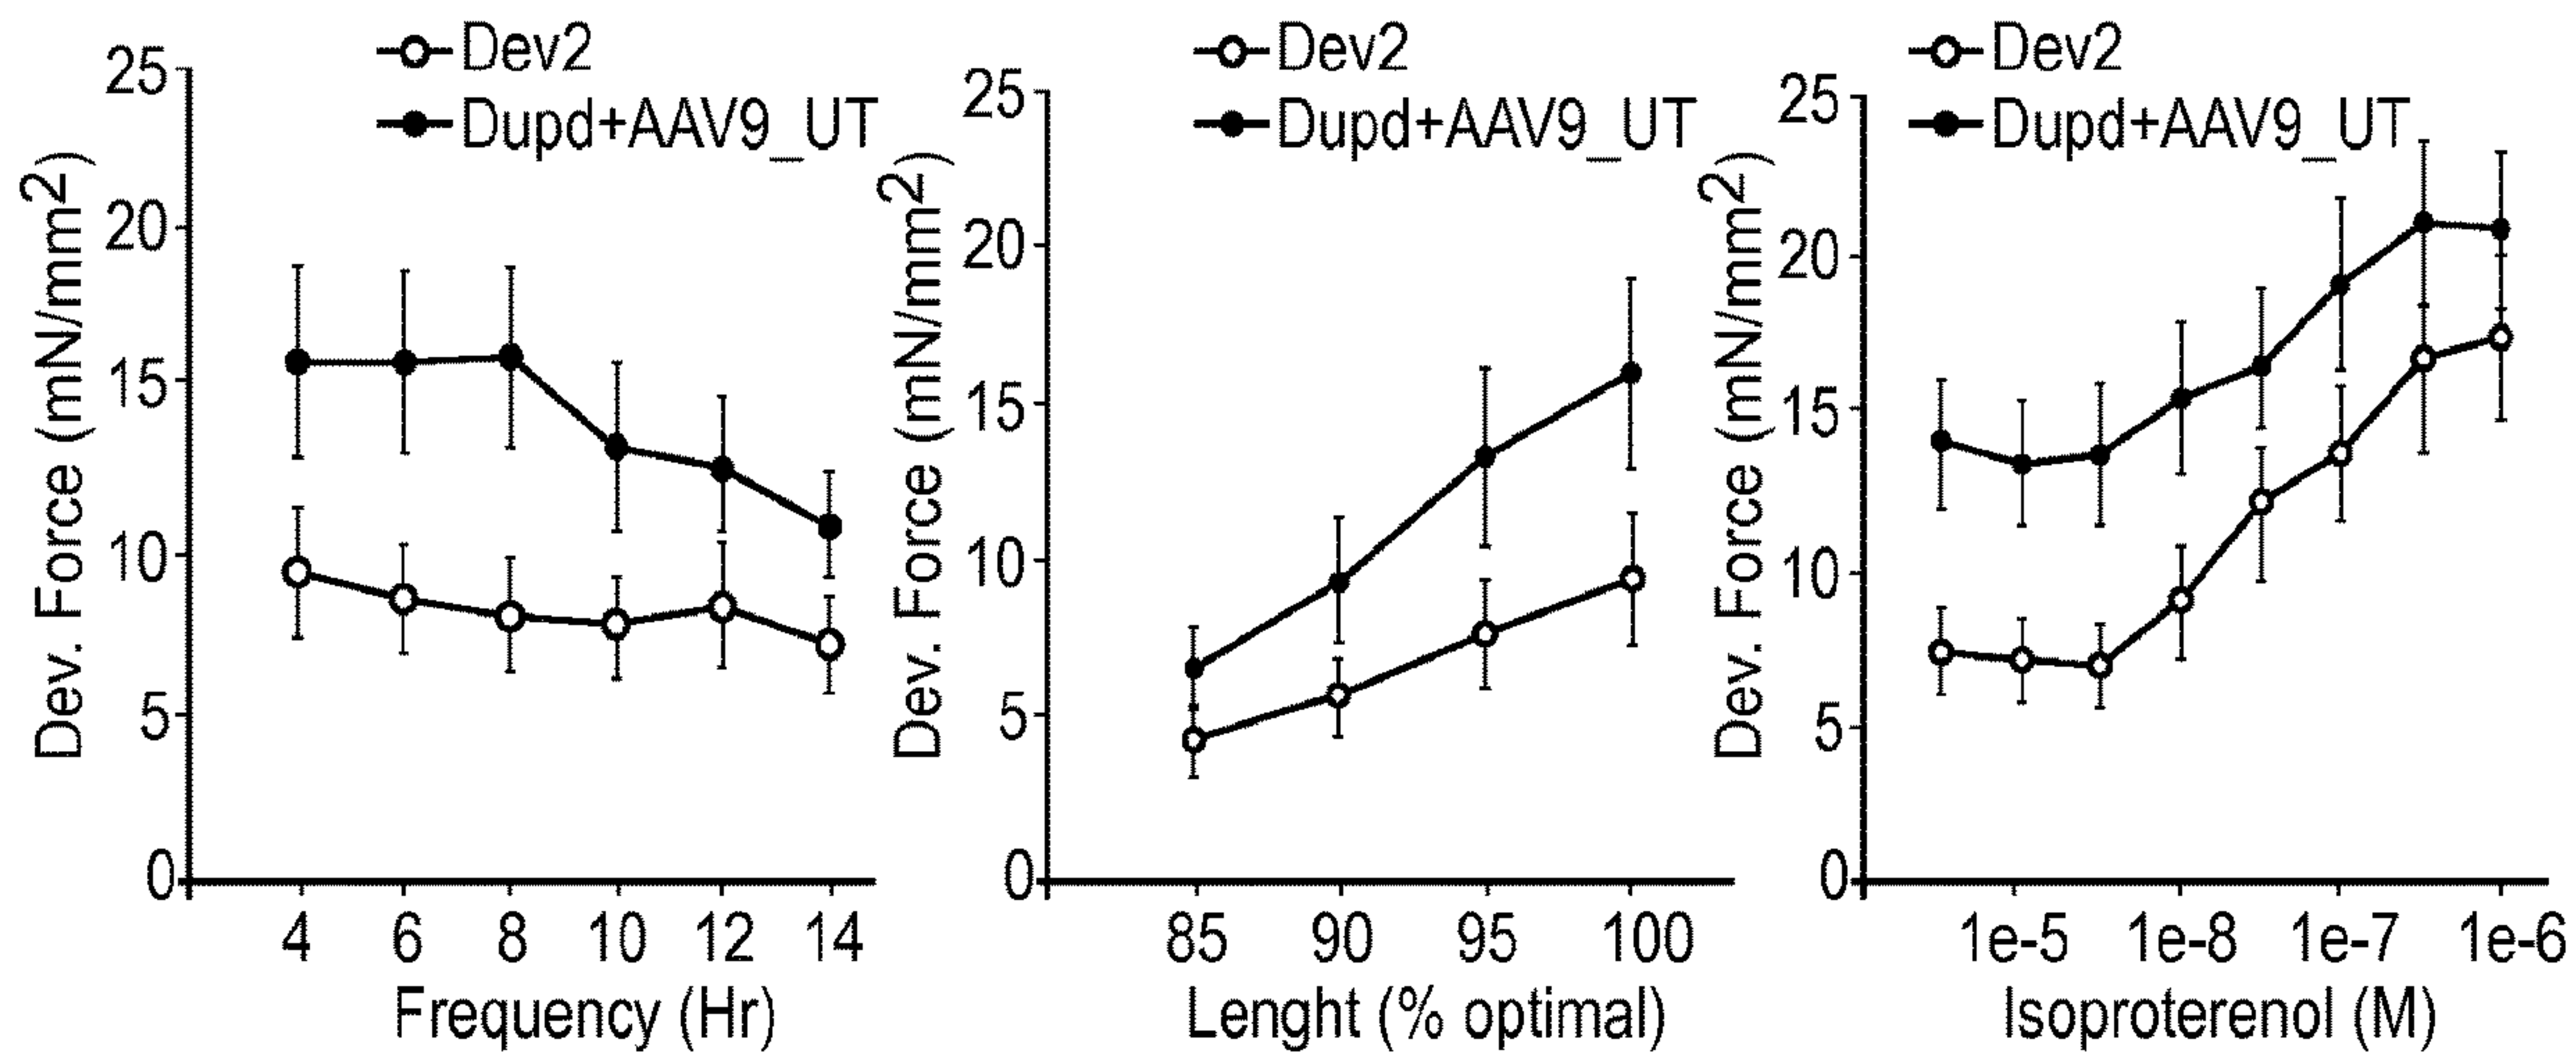 Dev2
Dupd+AAV9_UT
Dev. Force (mN/mm2)
25
20
15
10
5
0
4 6 8 10 12 14
Frequency (Hr)
Dev2
Dupd+AAV9_UT
Dev. Force (mN/mm2)
25
20
15
10
5
0
85 90 95 100
Lenght (% optimal)
Dev2
Dupd+AAV9_UT
Dev. Force (mN/mm2)
25
20
15
10
5
0
1e-5 1e-8 1e-7 1e-6
Isoproterenol (M)